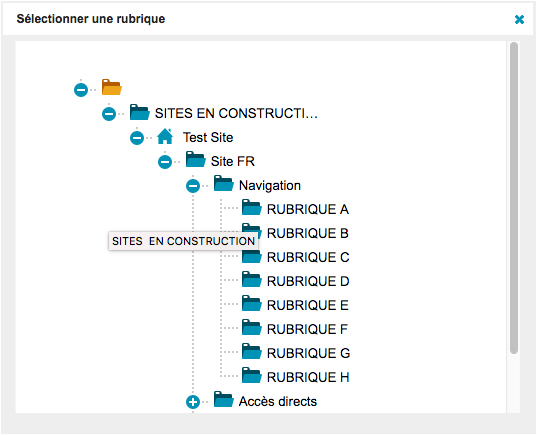 Sélectionner une rubrique
SITES EN CONSTRUCTI...
Test Site
Site FR
Navigation
RUBRIQUE A
RUBRIQUE B
SITES EN CONSTRUCTION
RUBRIQUE C
RUBRIQUE D
RUBRIQUE E
RUBRIQUE F
RUBRIQUE G
RUBRIQUE H
Accès directs